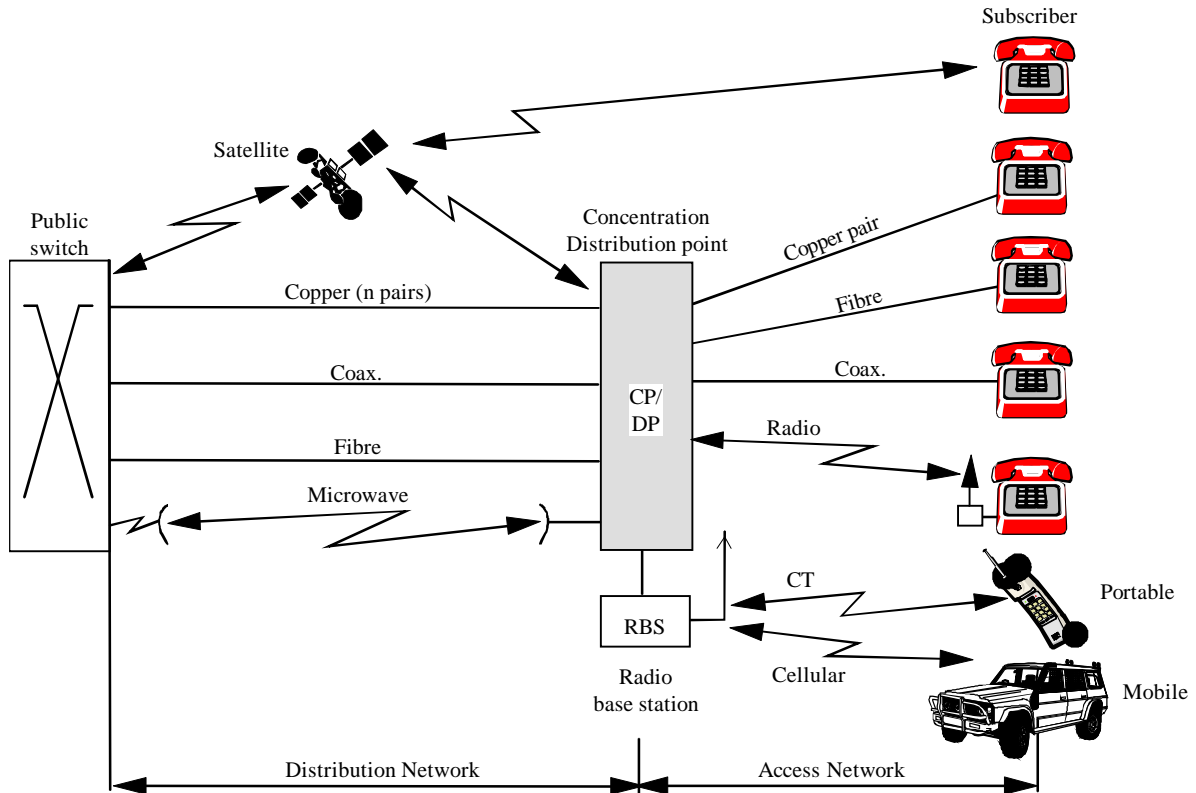 Subscriber
Satellite
Public
switch
Concentration
Distribution point
Copper pair
Copper (n pairs)
Fibre
Coax.
Coax.
CP/
DP
Radio
Fibre
Microwave
CT
Portable
RBS
Cellular
Mobile
Radio
base station
Distribution Network
Access Network